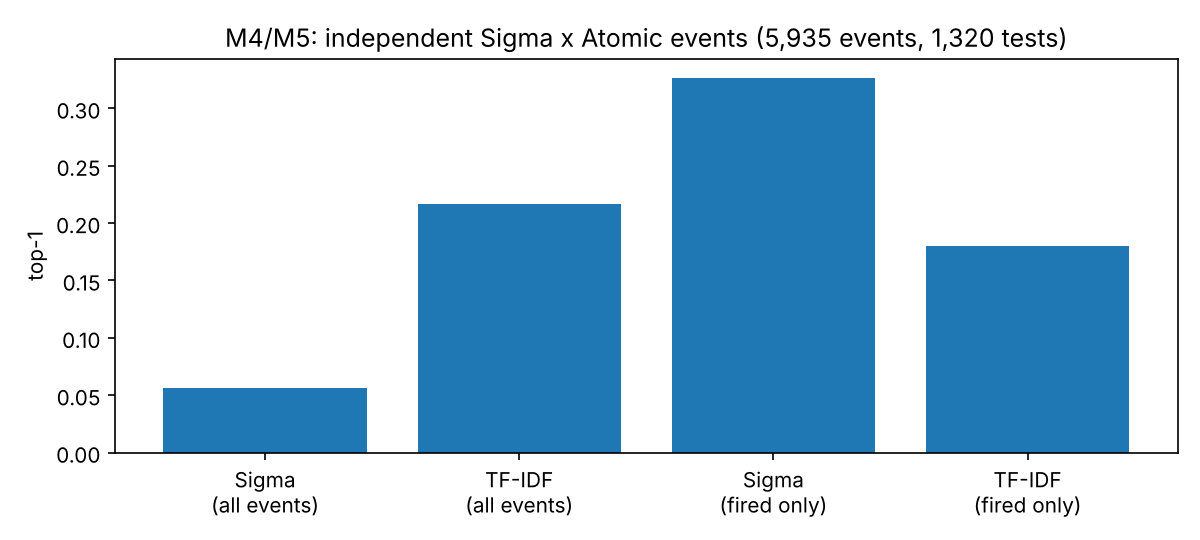 M4/M5: independent Sigma x Atomic events (5,935 events, 1,320 tests)
top-1
0.30
0.25
0.20
0.15
0.10
0.05
0.00
Sigma
(all events)
TF-IDF
(all events)
Sigma
(fired only)
TF-IDF
(fired only)